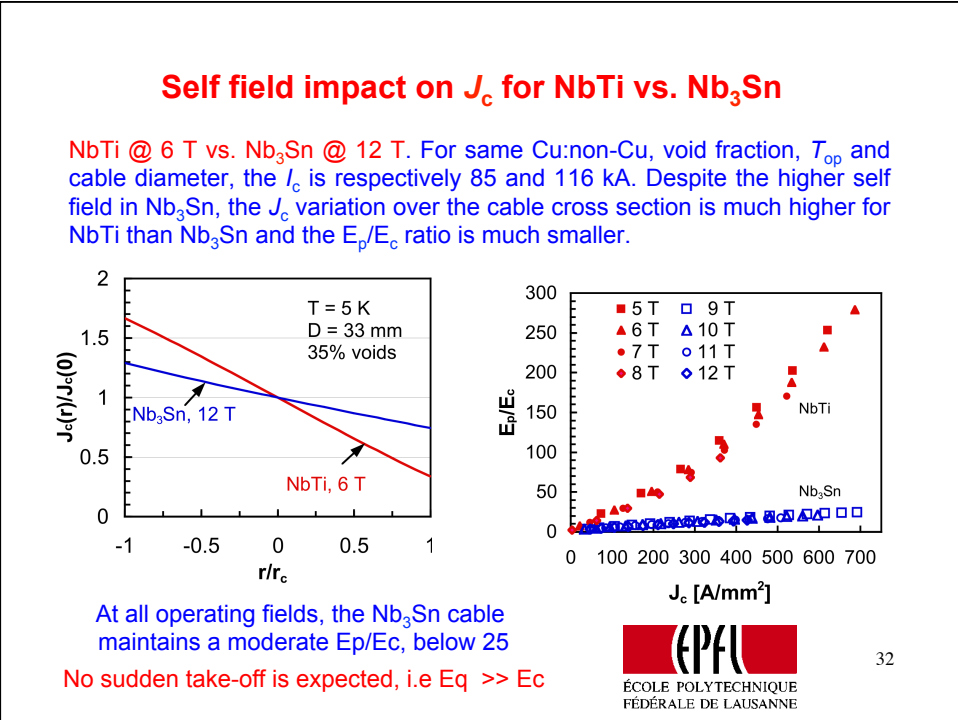 Self field impact on Jc for NbTi vs. Nb3Sn
NbTi @ 6 T vs. Nb3Sn @ 12 T. For same Cu:non-Cu, void fraction, Top and
cable diameter, the Ic is respectively 85 and 116 kA. Despite the higher self
field in Nb3Sn, the Jc variation over the cable cross section is much higher for
NbTi than Nb3Sn and the Ep/Ec ratio is much smaller.
2
1.5
1
0.5
0
Jc(r)/Jc(0)
T = 5 K
D = 33 mm
35% voids
Nb3Sn, 12 T
NbTi, 6 T
-1 -0.5 0 0.5 1
r/rc
300
250
200
150
100
50
0
Ep/Ec
5 T 9 T
6 T 10 T
7 T 11 T
8 T 12 T
NbTi
Nb3Sn
0 100 200 300 400 500 600 700
Jc [A/mm2]
At all operating fields, the Nb3Sn cable
maintains a moderate Ep/Ec, below 25
No sudden take-off is expected, i.e Eq >> Ec
EPFL
ÉCOLE POLYTECHNIQUE
FÉDÉRALE DE LAUSANNE
32